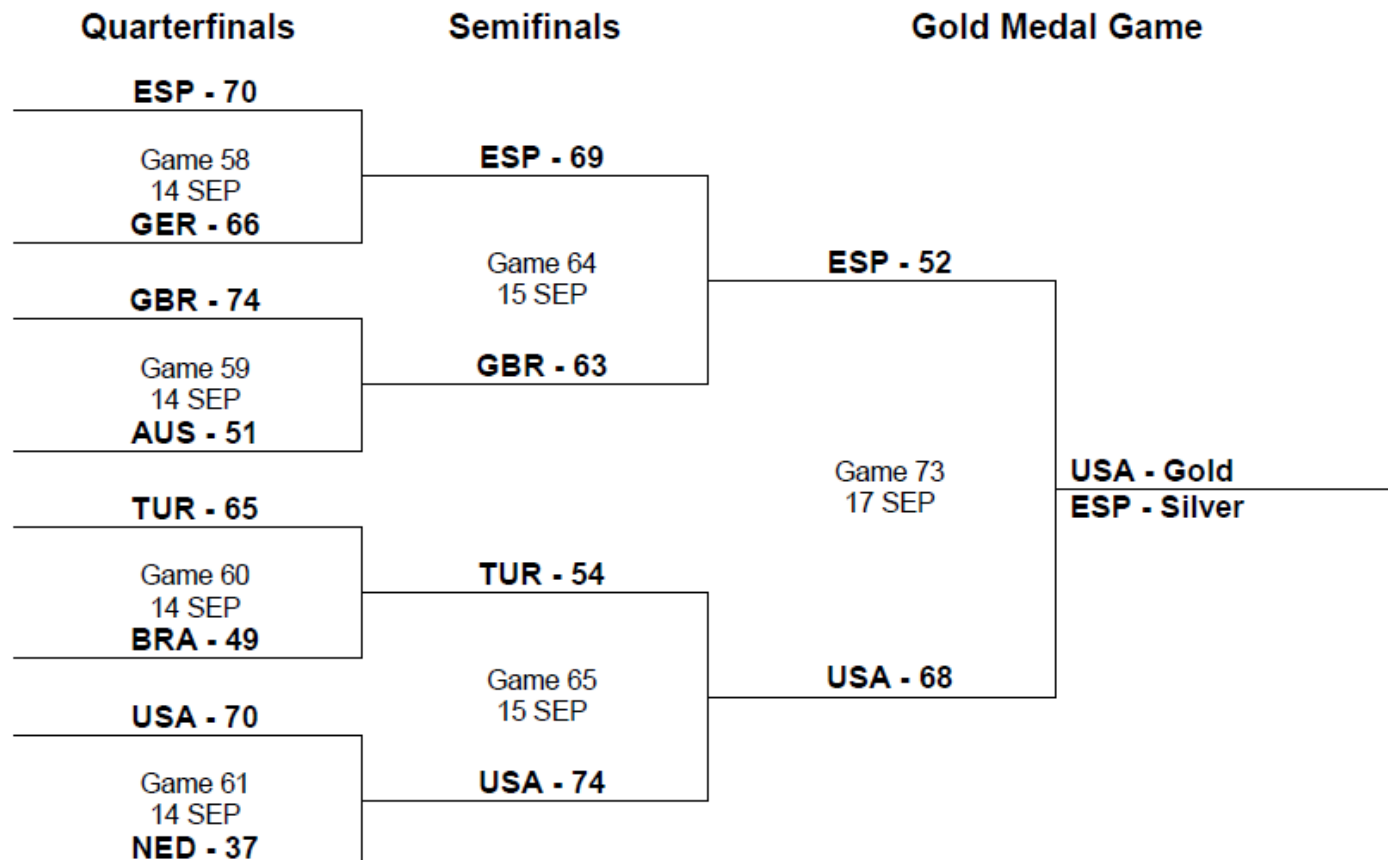 Quarterfinals Semifinals Gold Medal Game
ESP - 70
Game 58
14 SEP
GER - 66
GBR - 74
Game 59
14 SEP
AUS - 51
TUR - 65
Game 60
14 SEP
BRA - 49
USA - 70
Game 61
14 SEP
NED - 37
ESP - 69
Game 64
15 SEP
GBR - 63
TUR - 54
Game 65
15 SEP
USA - 74
ESP - 52
Game 73
17 SEP
USA - 68
USA - Gold
ESP - Silver